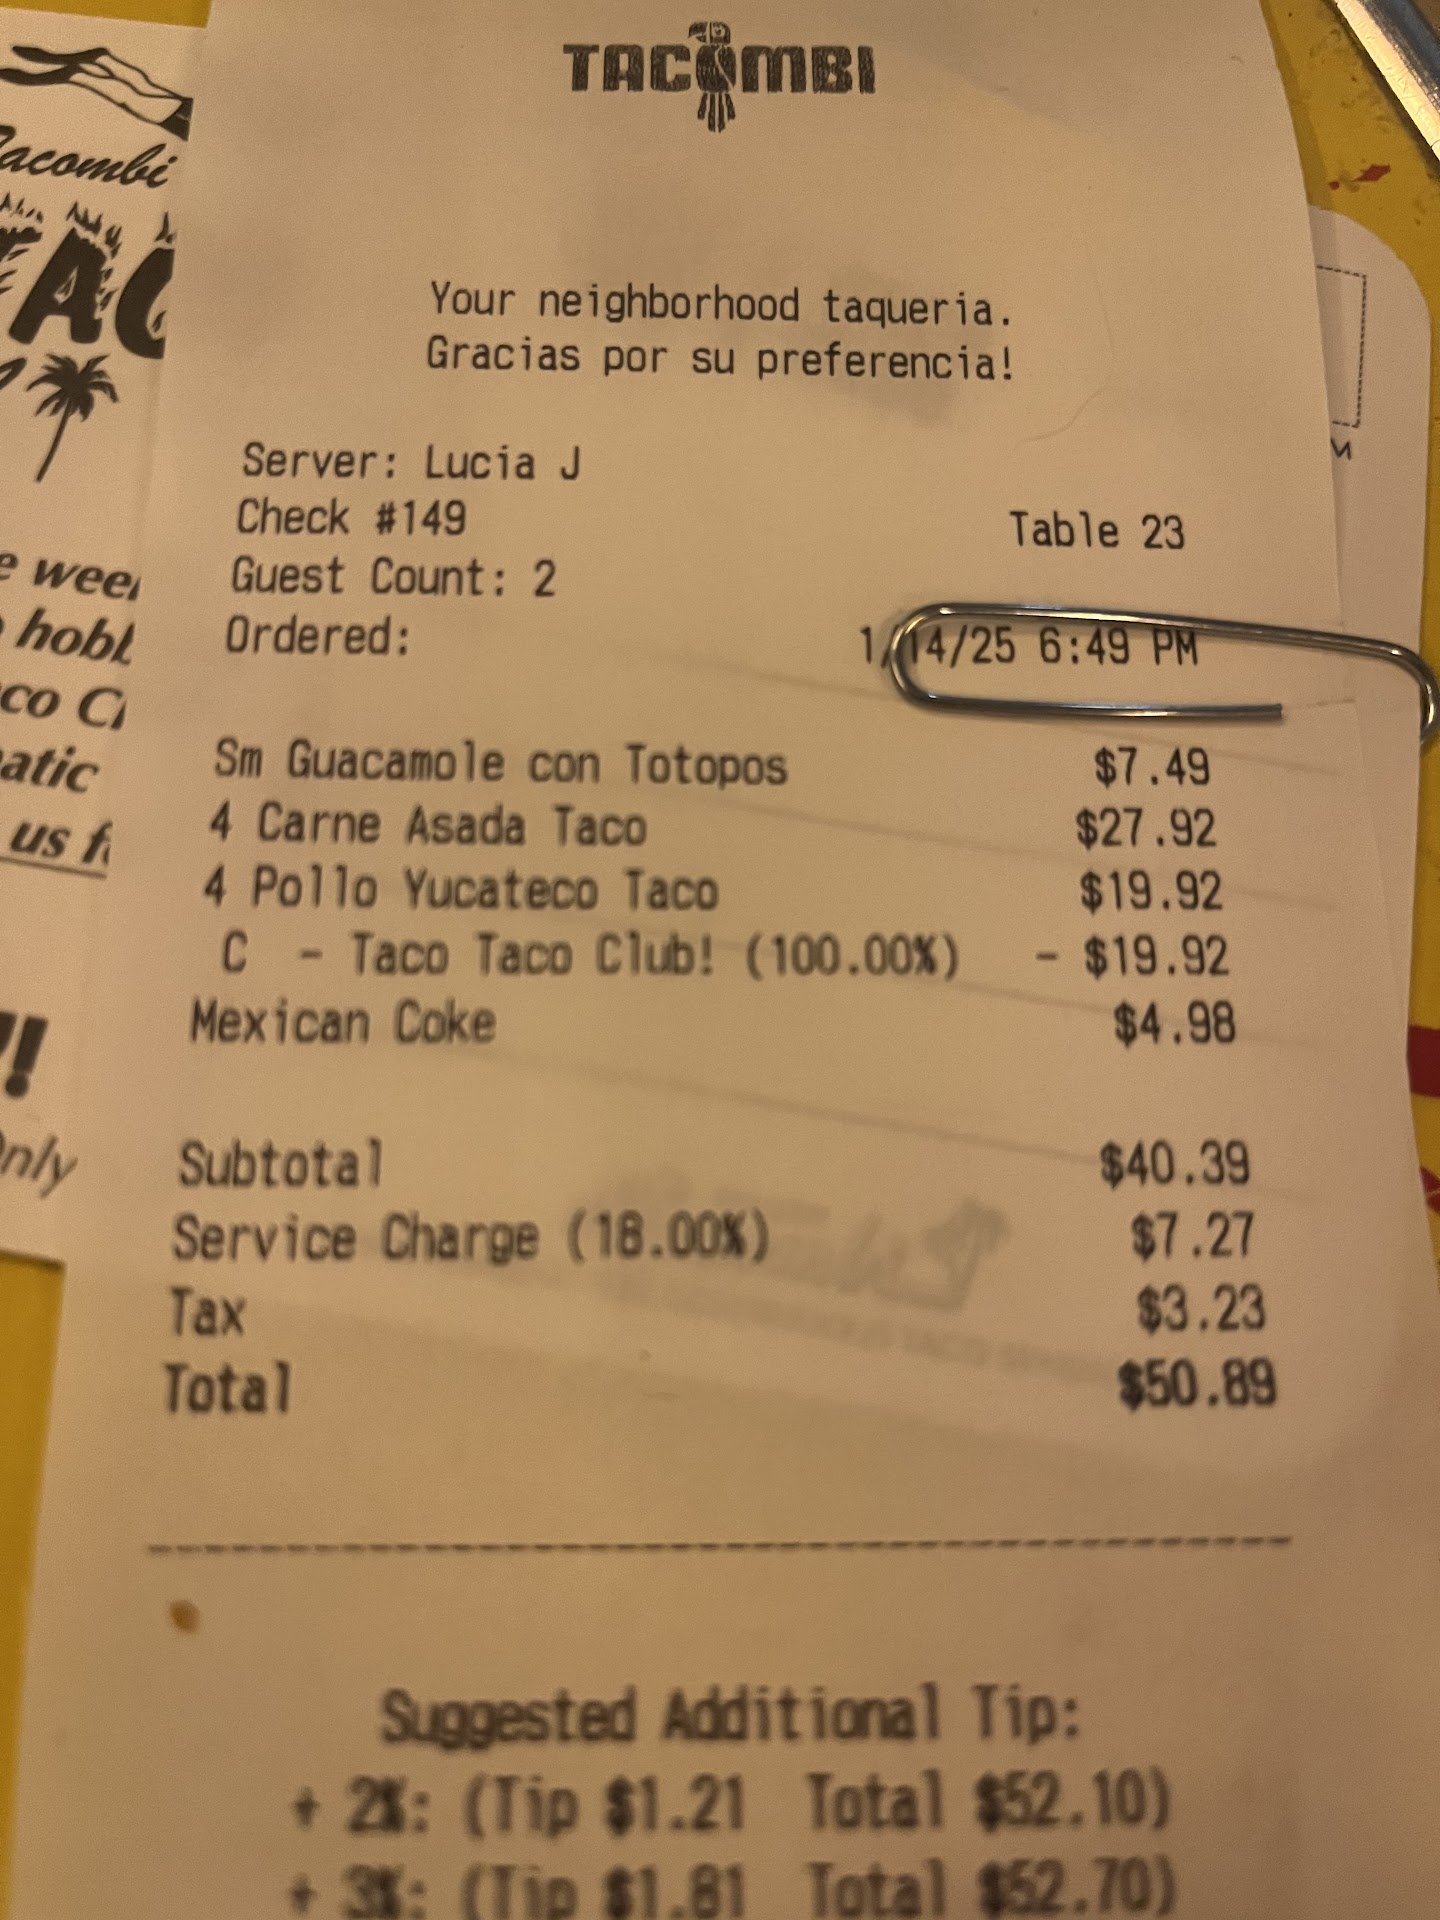 TACOMBI
Your neighborhood taqueria.
Gracias por su preferencia!
Server: Lucia J
Check #149
Table 23
Guest Count: 2
Ordered: 1/14/25 6:49 PM
Sm Guacamole con Totopos $7.49
4 Carne Asada Taco $27.92
4 Pollo Yucateco Taco $19.92
C - Taco Taco Club! (100.00%) - $19.92
Mexican Coke $4.98
Subtotal $40.39
Service Charge (18.00%) $7.27
Tax $3.23
Total $50.89
Suggested Additional Tip:
+ 2%: (Tip $1.21 Total $52.10)
+ 3%: (Tip $1.81 Total $52.70)
Tacombi
us
!!